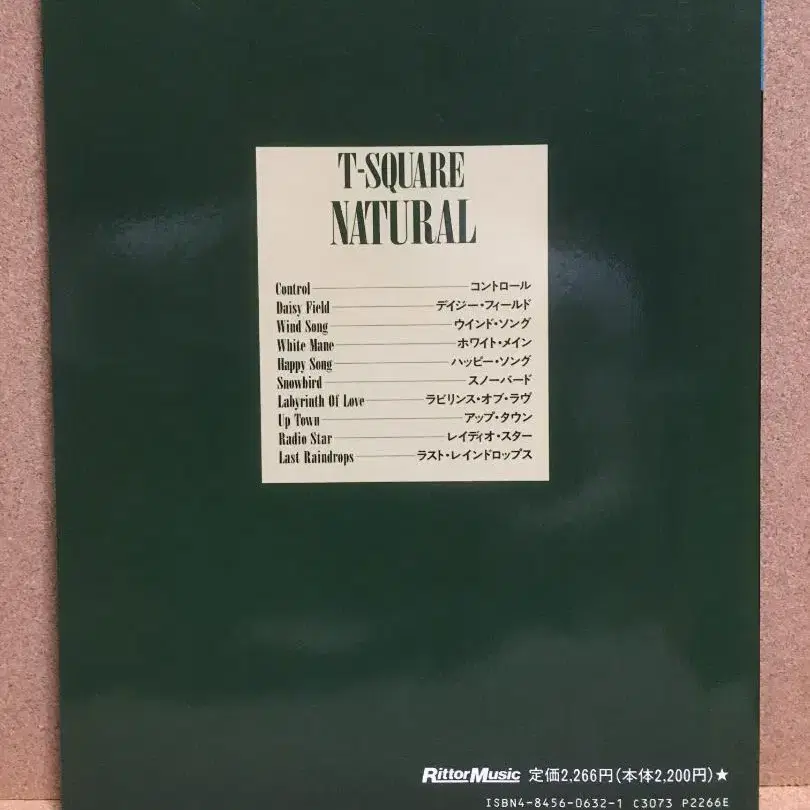 T-SQUARE
NATURAL
Control コントロール
Daisy Field デイジー・フィールド
Wind Song ウインド・ソング
White Mane ホワイト・メイン
Happy Song ハッピー・ソング
Snowbird スノーバード
Labyrinth Of Love ラビリンス・オブ・ラヴ
Up Town アップ・タウン
Radio Star レイディオ・スター
Last Raindrops ラスト・レインドロップス
RittorMusic 定価2,266円(本体2,200円)★
ISBN4-8456-0632-1 C3073 P2266E